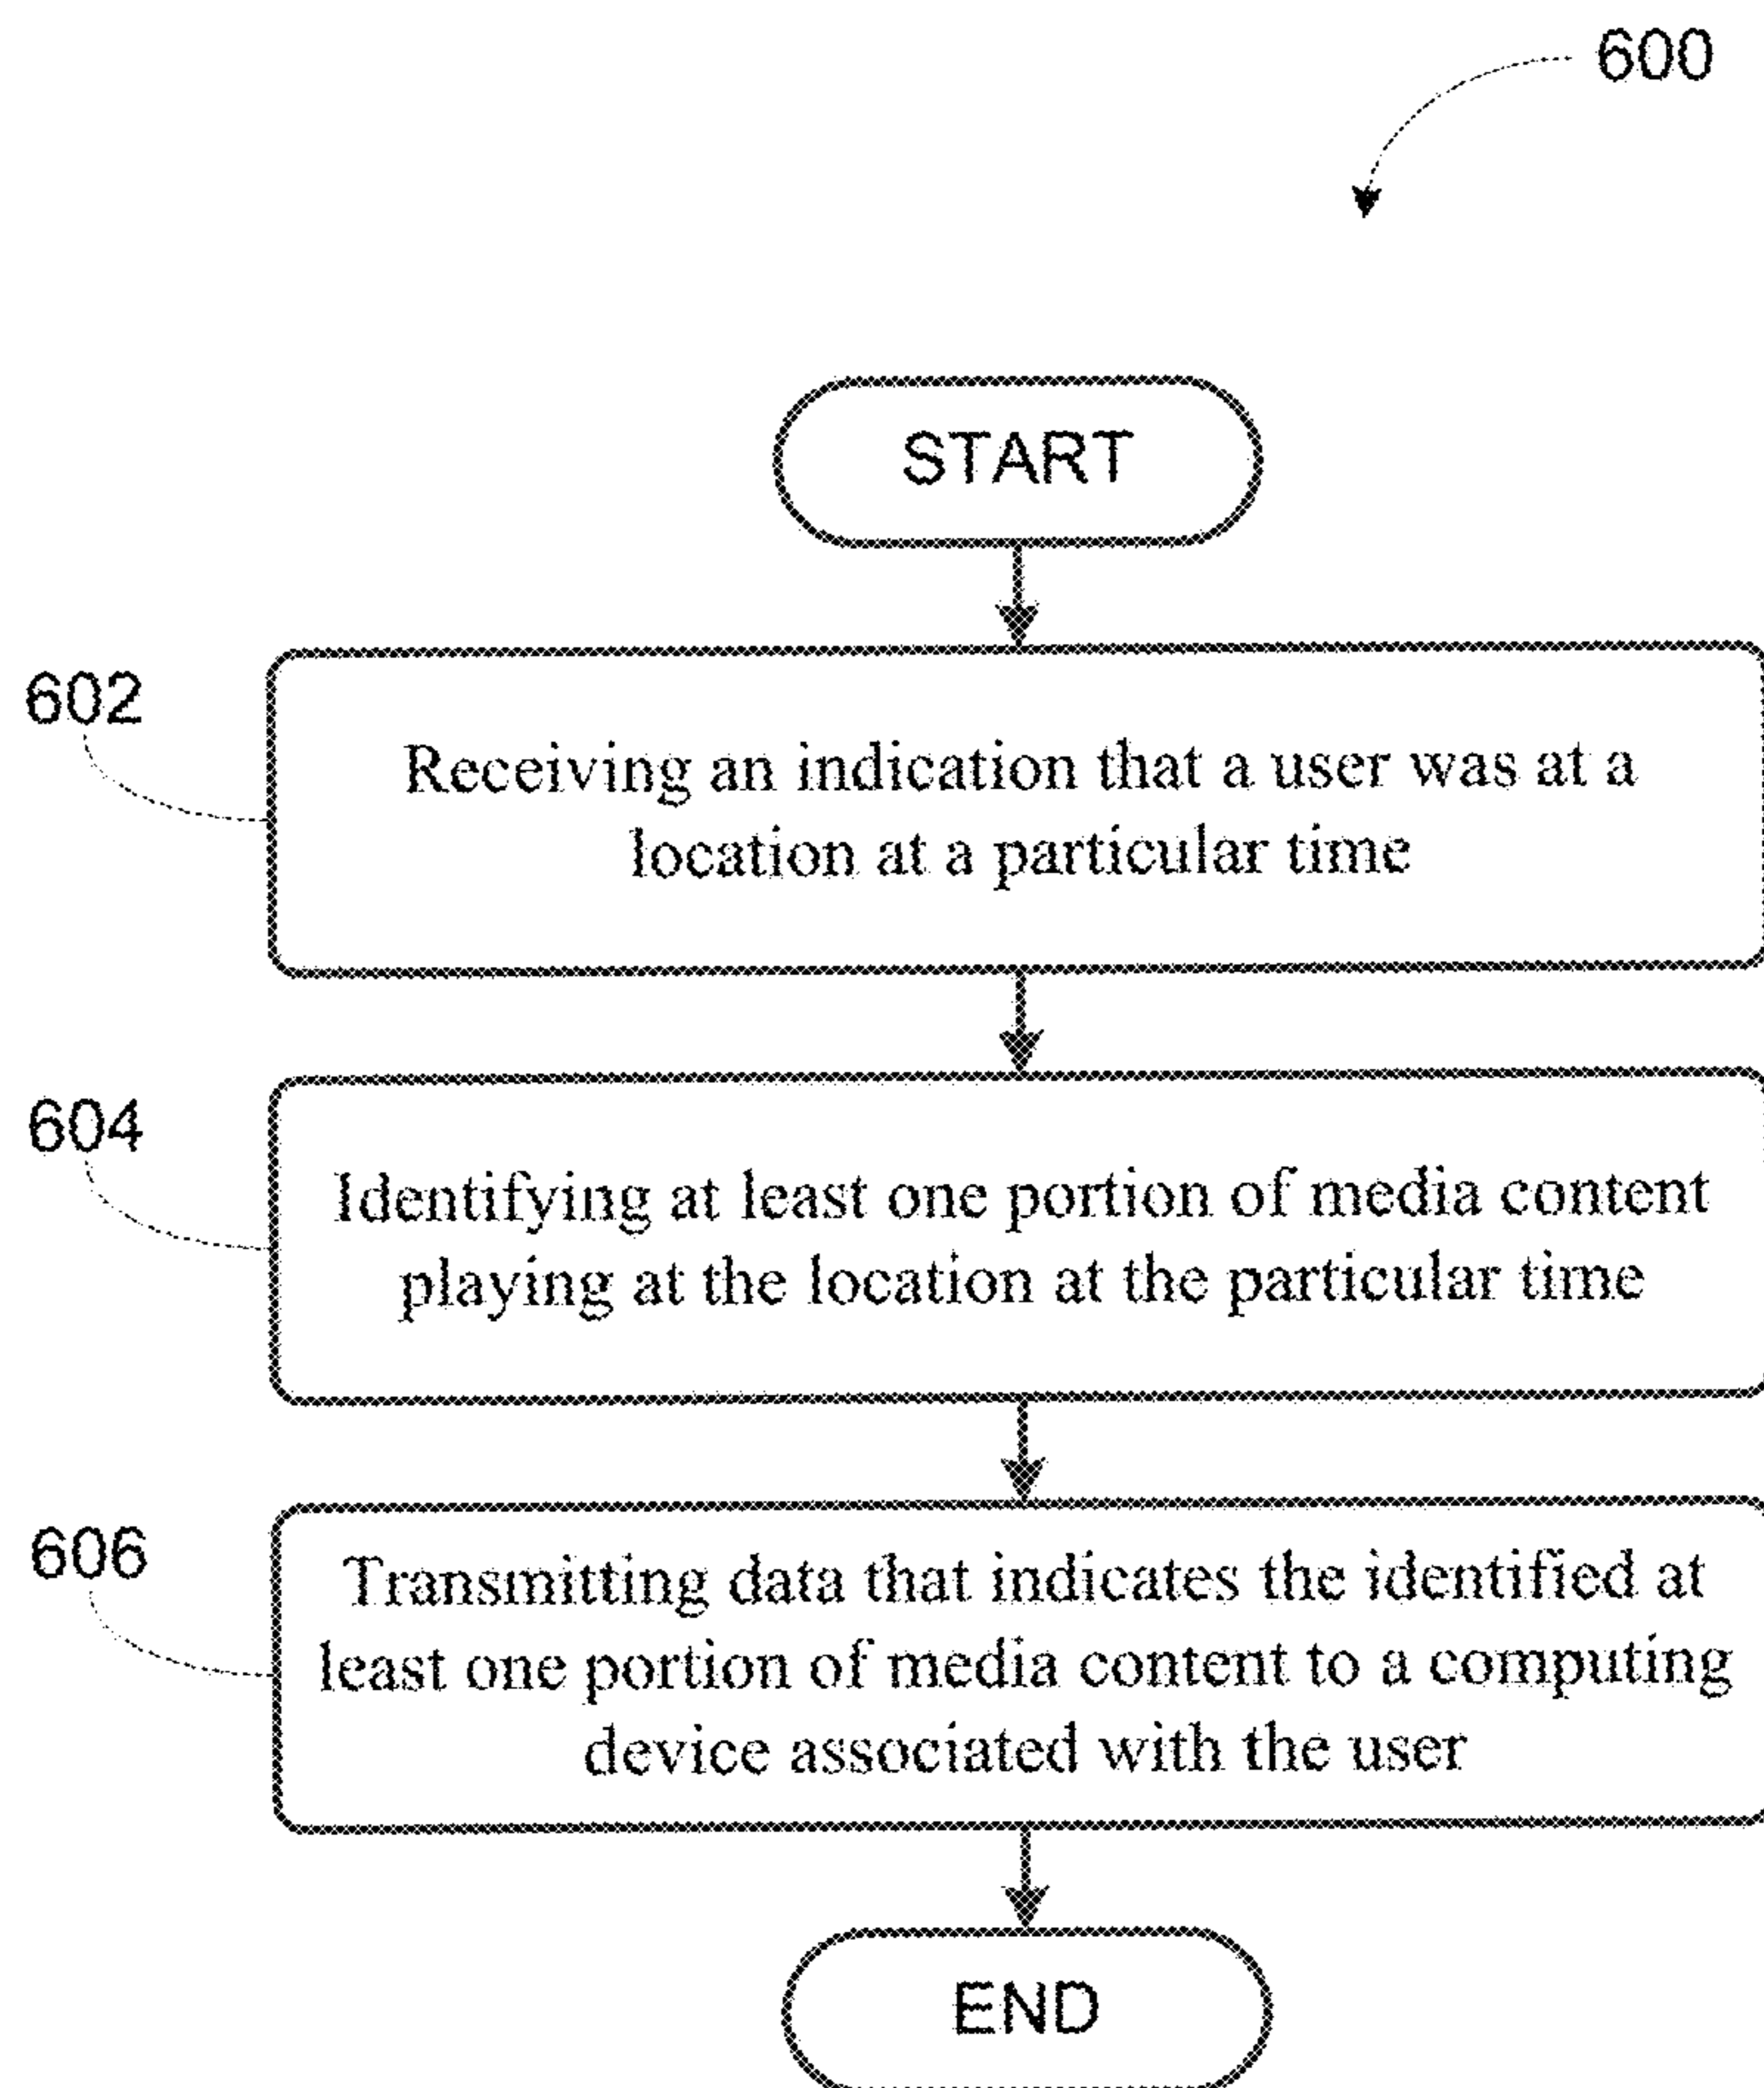 600
START
602
Receiving an indication that a user was at a
location at a particular time
604
Identifying at least one portion of media content
playing at the location at the particular time
606
Transmitting data that indicates the identified at
least one portion of media content to a computing
device associated with the user
END